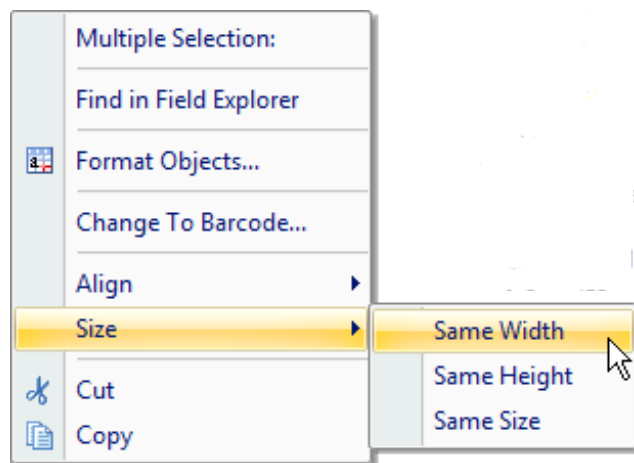 Multiple Selection:
Find in Field Explorer
Format Objects...
Change To Barcode...
Align
Size
Same Width
Same Height
Same Size
Cut
Copy